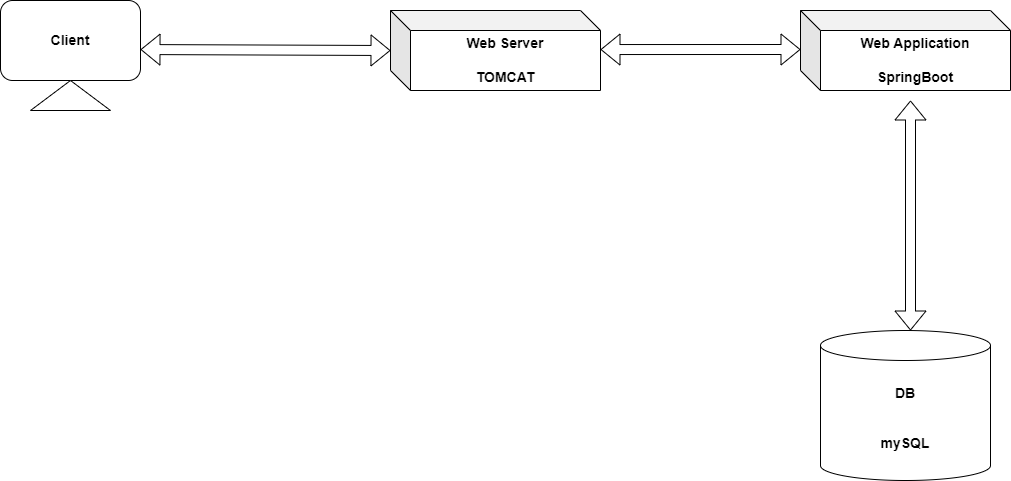 Client
Web Server
TOMCAT
Web Application
SpringBoot
DB
mySQL